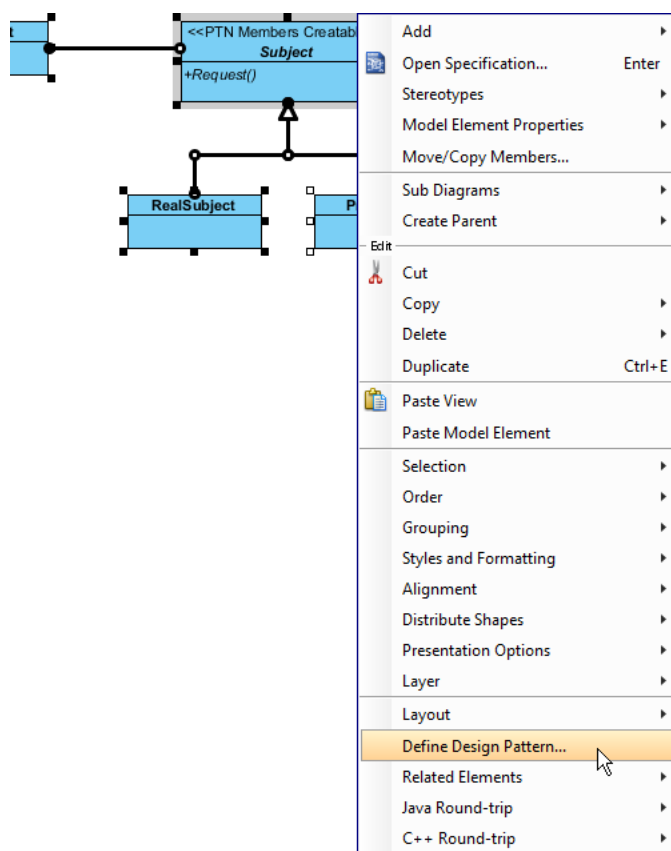 t
<<PTN Members Creatab
Subject
+Request()
RealSubject
P
Add
Open Specification... Enter
Stereotypes
Model Element Properties
Move/Copy Members...
Sub Diagrams
Create Parent
Edit
Cut
Copy
Delete
Duplicate Ctrl+E
Paste View
Paste Model Element
Selection
Order
Grouping
Styles and Formatting
Alignment
Distribute Shapes
Presentation Options
Layer
Layout
Define Design Pattern...
Related Elements
Java Round-trip
C++ Round-trip